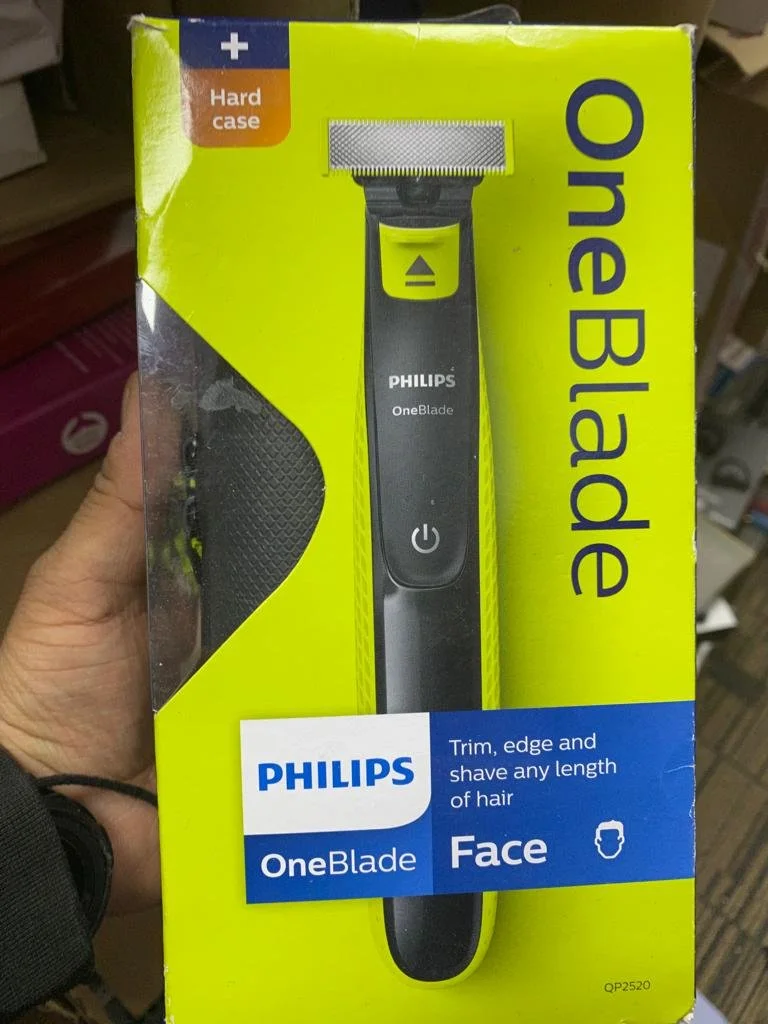 +
Hard
case
OneBlade
PHILIPS
OneBlade
PHILIPS
OneBlade
Trim, edge and
shave any length
of hair
Face
QP2520